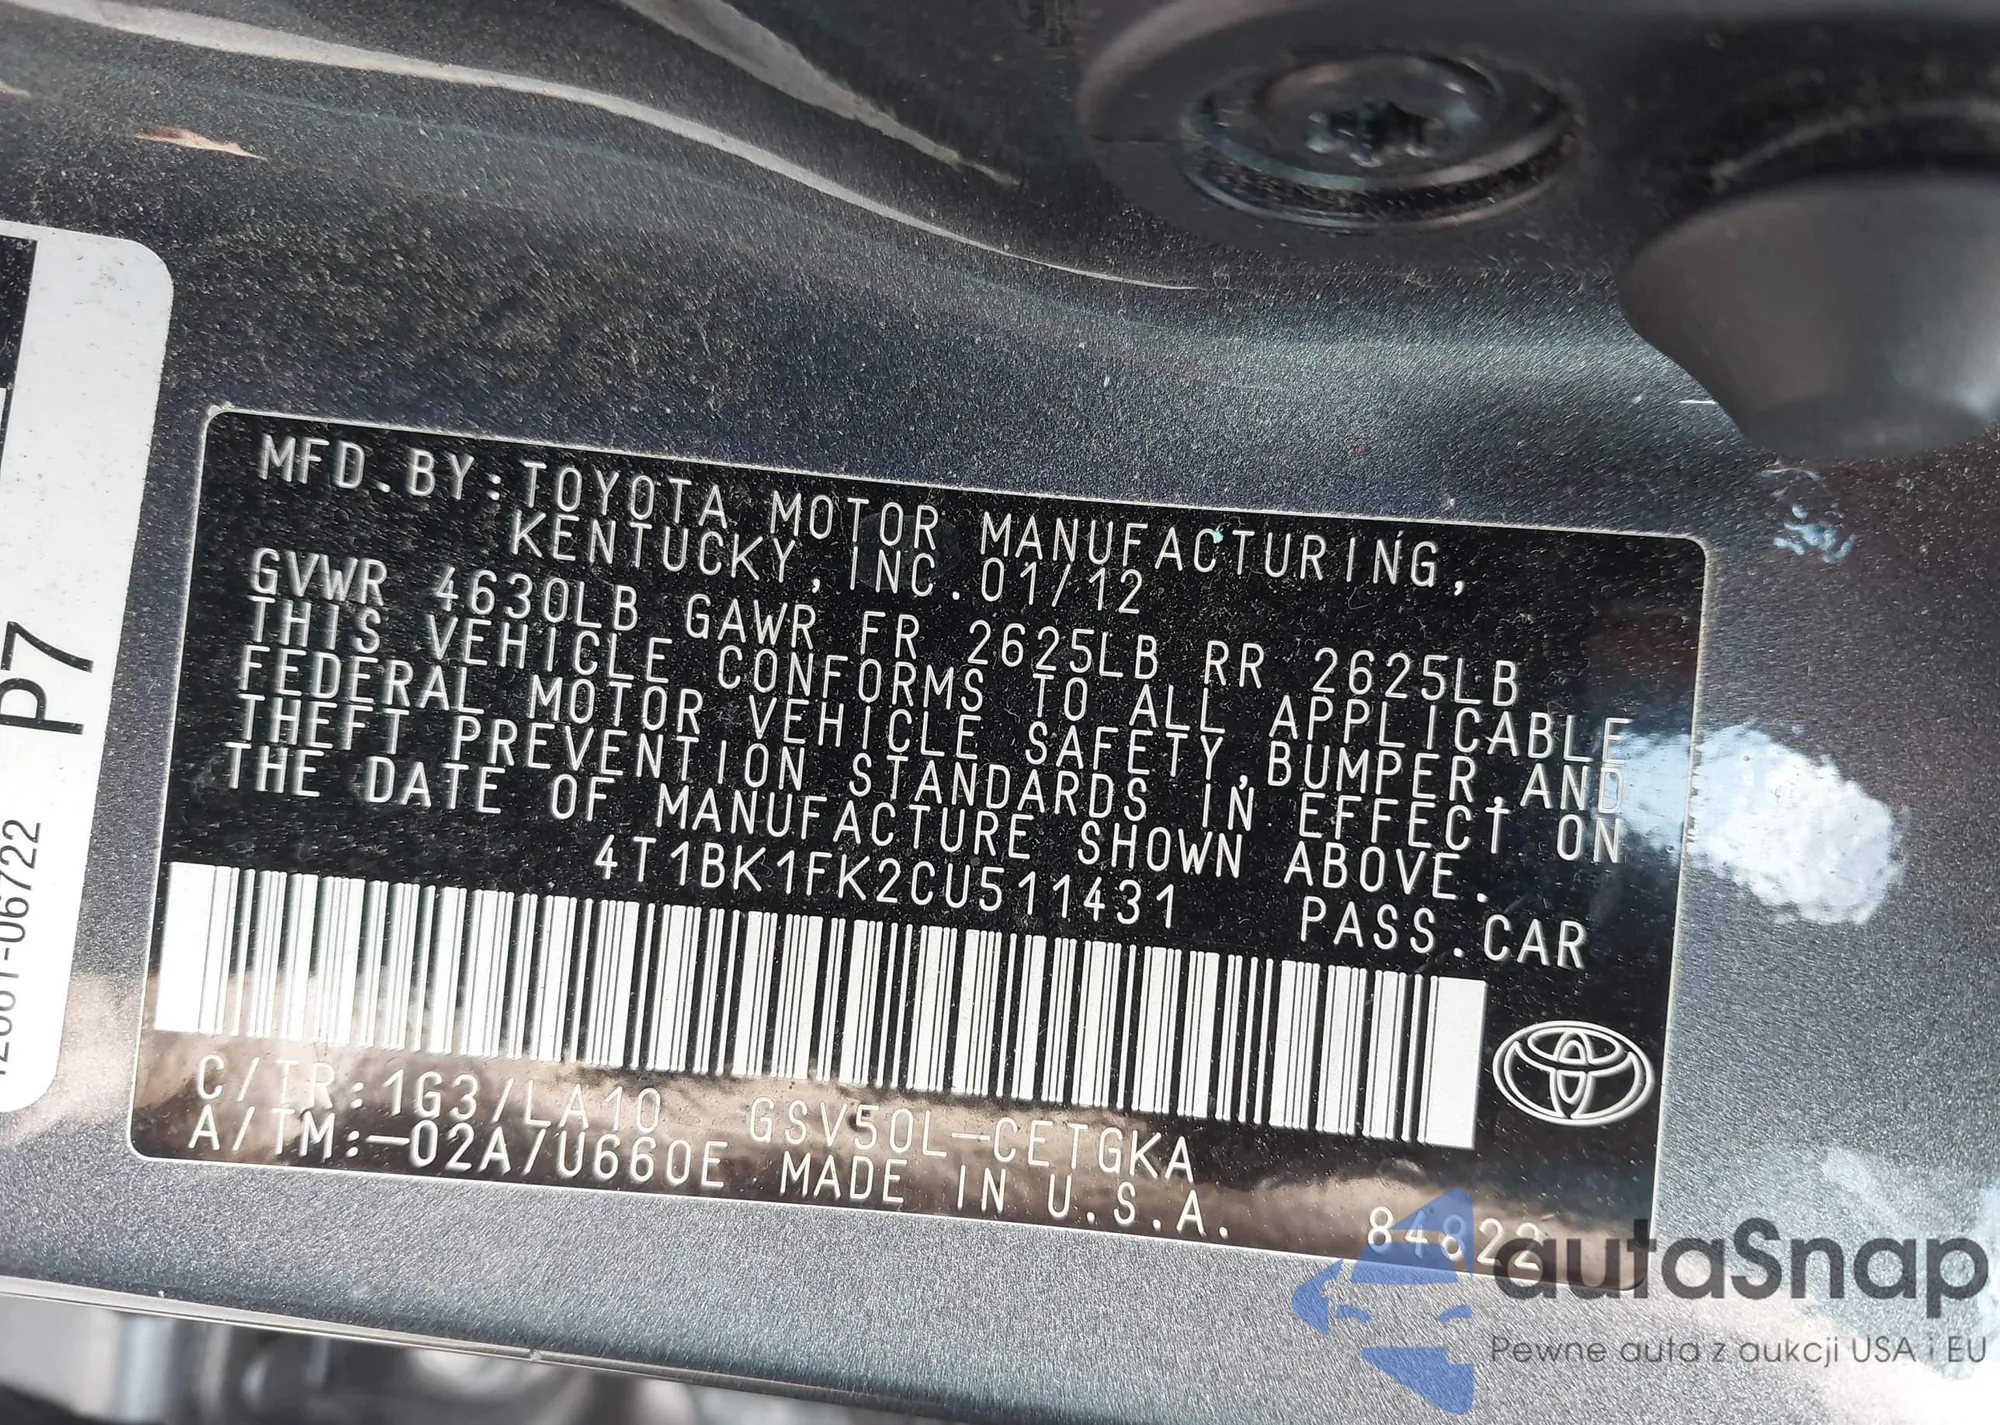 MFD.BY:TOYOTA MOTOR MANUFACTURING,
KENTUCKY, INC.01/12
GVWR 4630LB GAWR FR 2625LB RR 2625LB
THIS VEHICLE CONFORMS TO ALL APPLICABLE
FEDERAL MOTOR VEHICLE SAFETY,BUMPER,AND
THEFT PREVENTION STANDARDS IN EFFECT ON
THE DATE OF MANUFACTURE SHOWN ABOVE.
4T1BK1FK2CU511431 PASS.CAR
C/TR:1G3/LA10 GSV50L-CETGKA
A/TM:-02A/U660E MADE IN U.S.A. 84822
P7
autaSnap
Pewne auta z aukcji USA i EU